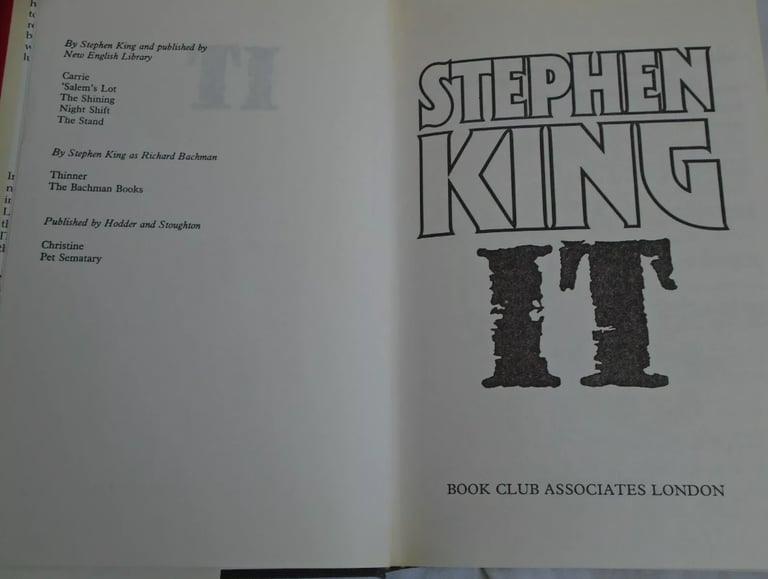 By Stephen King and published by
New English Library
Carrie
'Salem's Lot
The Shining
Night Shift
The Stand
By Stephen King as Richard Bachman
Thinner
The Bachman Books
Published by Hodder and Stoughton
Christine
Pet Sematary
STEPHEN
KING
IT
BOOK CLUB ASSOCIATES LONDON